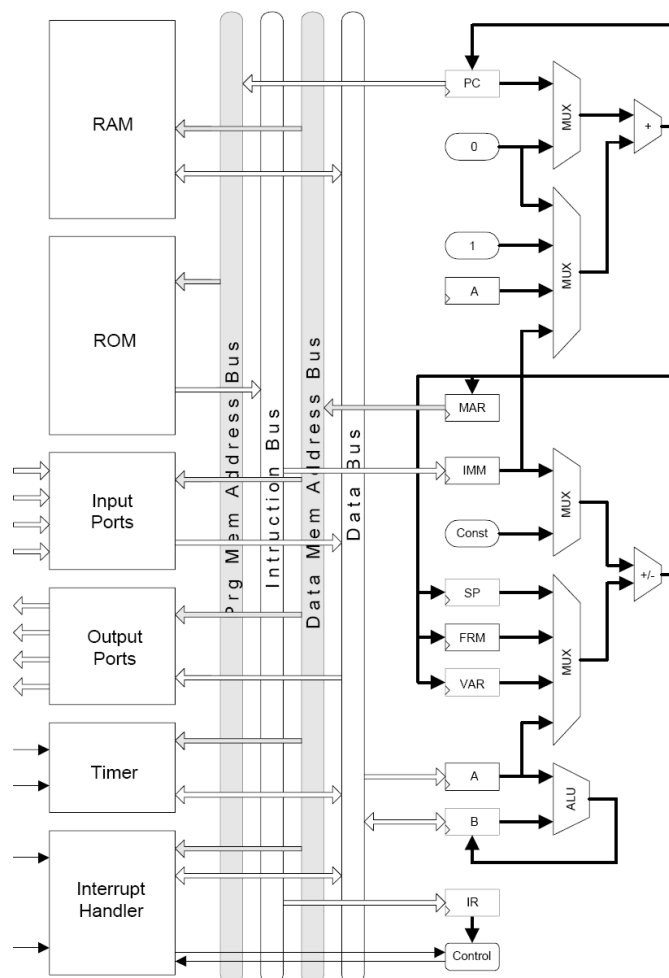 RAM
ROM
Input
Ports
Output
Ports
Timer
Interrupt
Handler
Prg Mem Address Bus
Intruction Bus
Data Mem Address Bus
Data Bus
PC
0
1
A
MUX
+
MUX
MAR
IMM
Const
MUX
+/-
SP
FRM
VAR
MUX
A
B
ALU
IR
Control